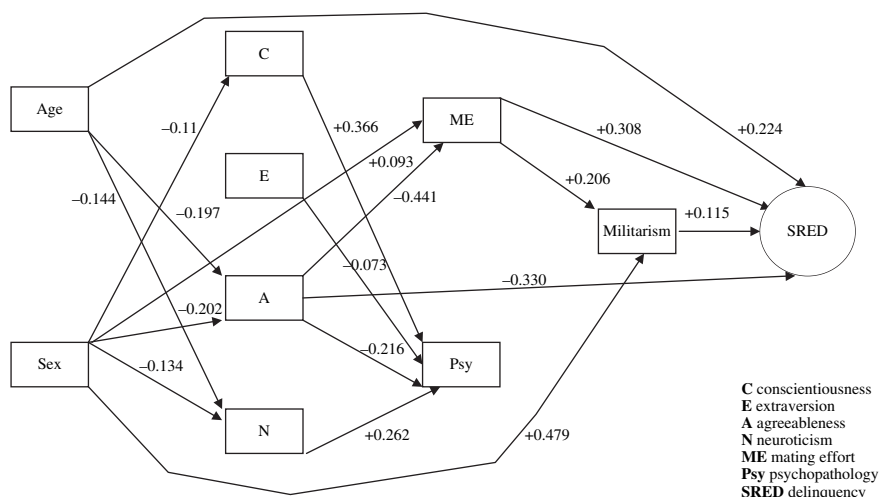 C
–0.11
+0.366
Age
ME
+0.308
+0.224
+0.093
E
–0.144
–0.441
+0.206
–0.197
Militarism
+0.115
SRED
–0.073
A
–0.330
–0.202
–0.216
Sex
–0.134
Psy
N
+0.262
+0.479
C conscientiousness
E extraversion
A agreeableness
N neuroticism
ME mating effort
Psy psychopathology
SRED delinquency